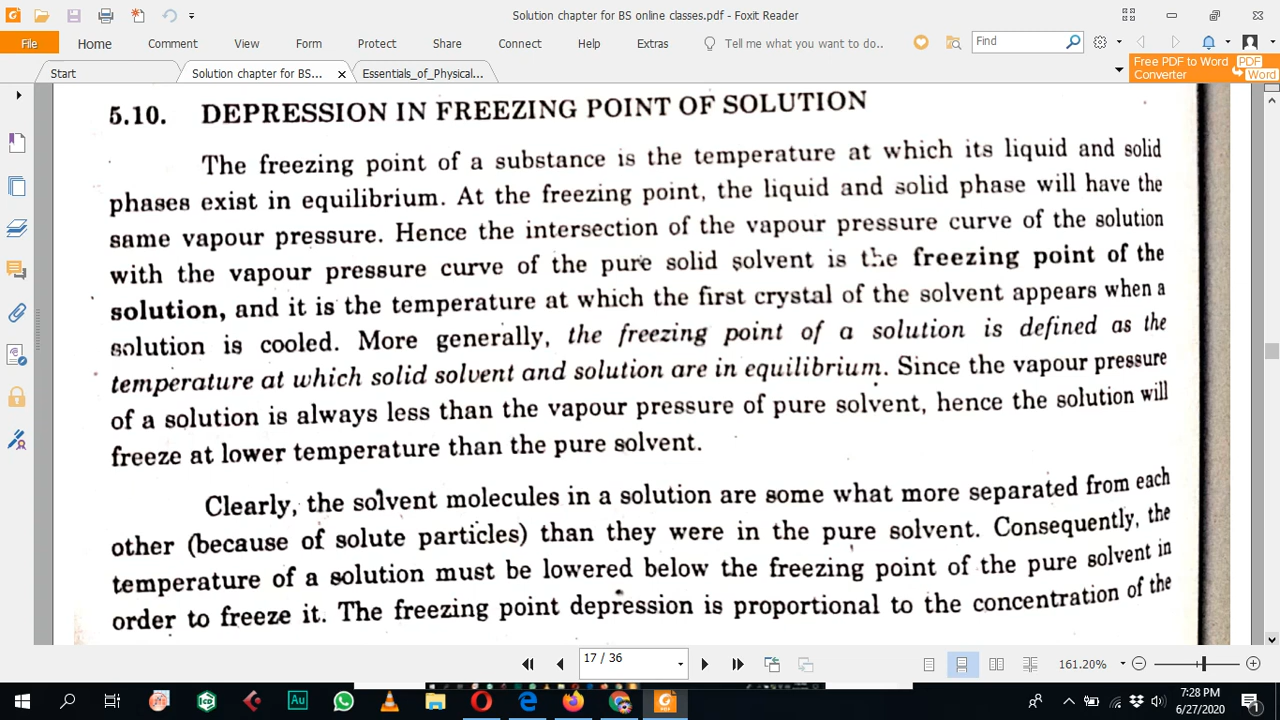 Solution chapter for BS online classes.pdf - Foxit Reader
File Home Comment View Form Protect Share Connect Help Extras Tell me what you want to do.. Find
Start Solution chapter for BS... × Essentials_of_Physical... Free PDF to Word Converter PDF Word
5.10. DEPRESSION IN FREEZING POINT OF SOLUTION
The freezing point of a substance is the temperature at which its liquid and solid
phases exist in equilibrium. At the freezing point, the liquid and solid phase will have the
same vapour pressure. Hence the intersection of the vapour pressure curve of the solution
with the vapour pressure curve of the pure solid solvent is the freezing point of the
solution, and it is the temperature at which the first crystal of the solvent appears when a
solution is cooled. More generally, the freezing point of a solution is defined as the
temperature at which solid solvent and solution are in equilibrium. Since the vapour pressure
of a solution is always less than the vapour pressure of pure solvent, hence the solution will
freeze at lower temperature than the pure solvent.
Clearly, the solvent molecules in a solution are some what more separated from each
other (because of solute particles) than they were in the pure solvent. Consequently, the
temperature of a solution must be lowered below the freezing point of the pure solvent in
order to freeze it. The freezing point depression is proportional to the concentration of the
17 / 36 161.20%
Au 7:28 PM
6/27/2020